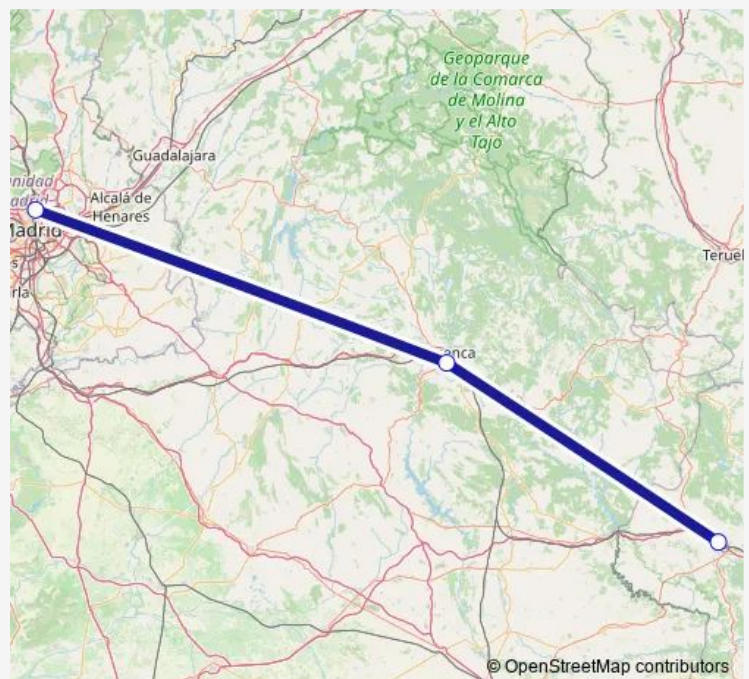 Geoparque
de la Comarca
de Molina
y el Alto
Tajo
Guadalajara
Alcalá de
Henares
Madrid
Teruel
© OpenStreetMap contributors